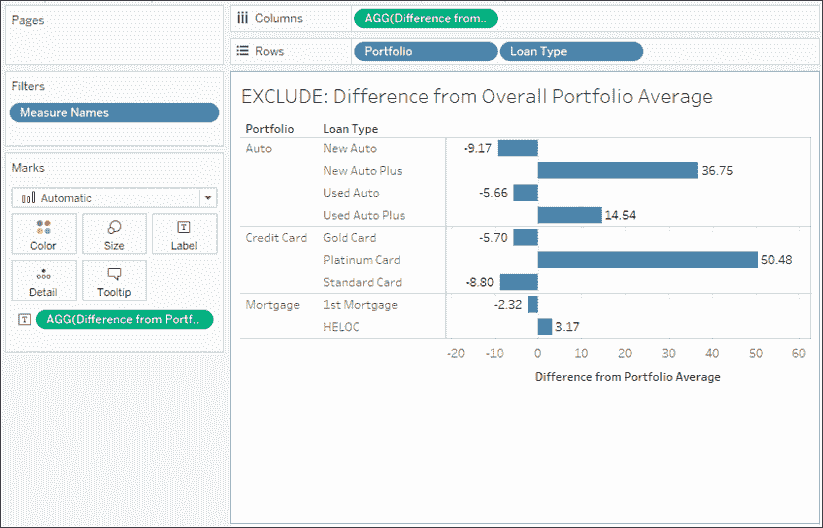 Pages
Columns
AGG(Difference from..
Rows
Portfolio
Loan Type
Filters
Measure Names
Marks
Automatic
Color
Size
Label
Detail
Tooltip
AGG(Difference from Portf..
EXCLUDE: Difference from Overall Portfolio Average
Portfolio Loan Type
Auto New Auto -9.17
New Auto Plus 36.75
Used Auto -5.66
Used Auto Plus 14.54
Credit Card Gold Card -5.70
Platinum Card 50.48
Standard Card -8.80
Mortgage 1st Mortgage -2.32
HELOC 3.17
-20 -10 0 10 20 30 40 50 60
Difference from Portfolio Average